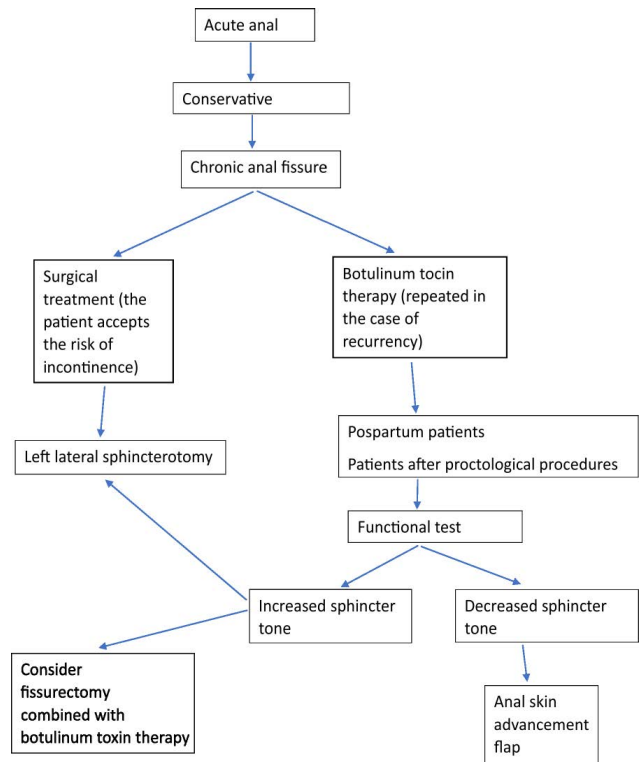 Acute anal
Conservative
Chronic anal fissure
Surgical
treatment (the
patient accepts
the risk of
incontinence)
Botulinum tocin
therapy (repeated in
the case of
recurrency)
Left lateral sphincterotomy
Pospartum patients
Patients after proctological procedures
Functional test
Increased sphincter
tone
Decreased sphincter
tone
Consider
fissurectomy
combined with
botulinum toxin therapy
Anal skin
advancement
flap